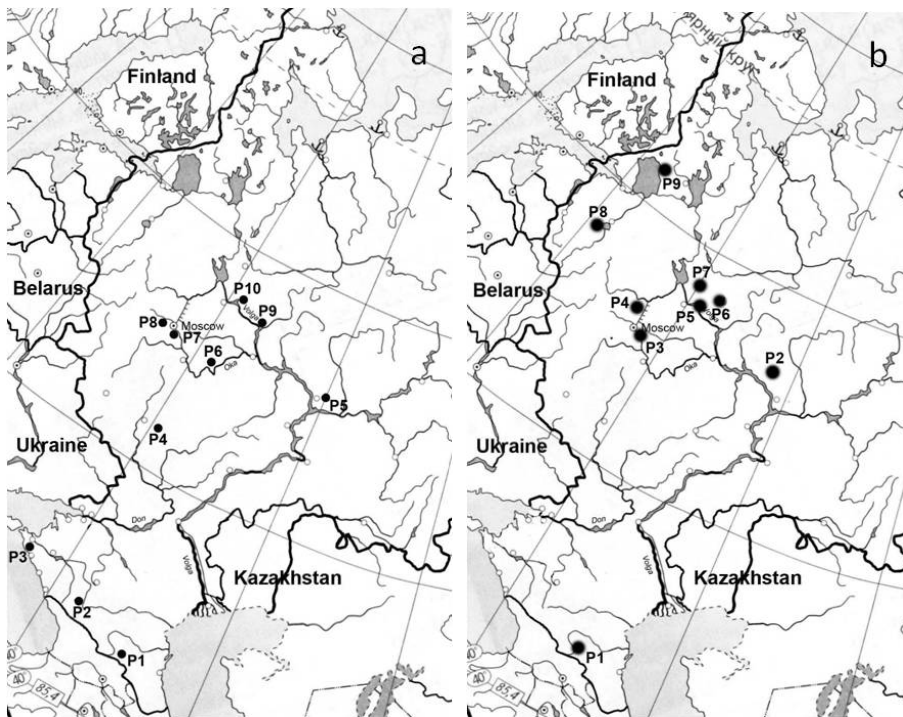 a
Finland
Belarus
P10
Volga
P8
Moscow
P9
P7
P6
Oka
P5
P4
Ukraine
Don
P3
Volga
Kazakhstan
P2
P1
40°
40°
85,4
b
Finland
P9
P8
Belarus
P7
P4
P5
P6
Moscow
P3
P2
Oka
Ukraine
Don
Volga
Kazakhstan
P1
40°
40°
85,4